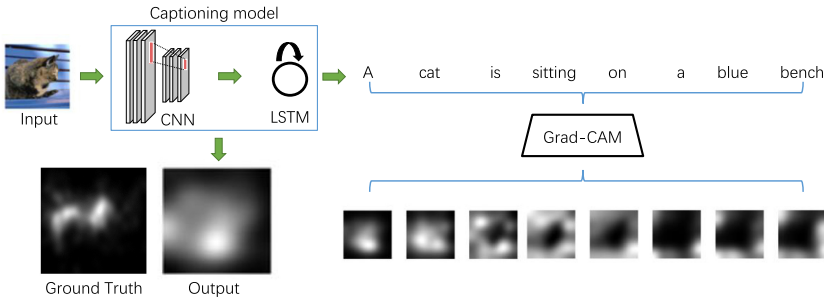 Captioning model
Input
CNN
LSTM
A cat is sitting on a blue bench
Grad-CAM
Ground Truth
Output